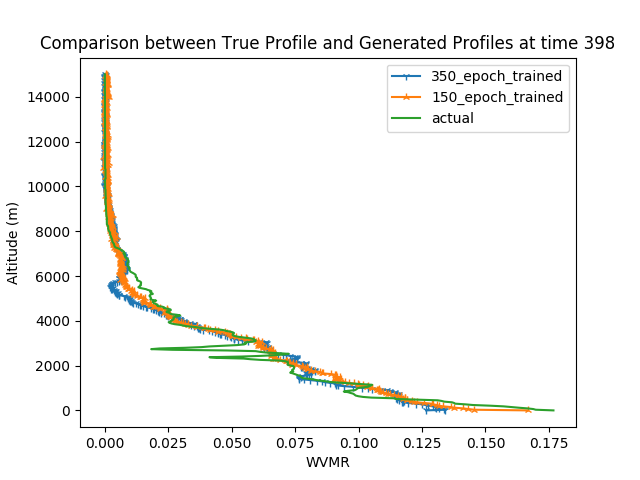 Comparison between True Profile and Generated Profiles at time 398
350_epoch_trained
150_epoch_trained
actual
Altitude (m)
14000
12000
10000
8000
6000
4000
2000
0
0.000 0.025 0.050 0.075 0.100 0.125 0.150 0.175
WVMR